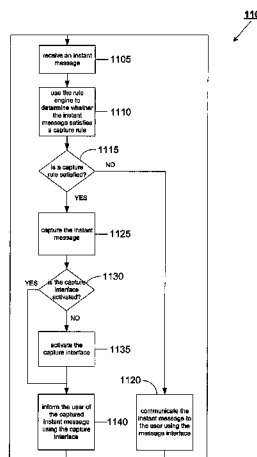 110
receive an instant
message
1105
use the rule
engine to
determine whether
the instant
message satisfies
a capture rule
1110
1115
Is a capture
rule satisfied?
NO
YES
capture the instant
message
1125
1130
YES
Is the capture
interface
activated?
NO
activate the
capture interface
1135
1120
inform the user of
the captured
instant message
using the capture
interface
1140
communicate the
instant message to
the user using the
message interface